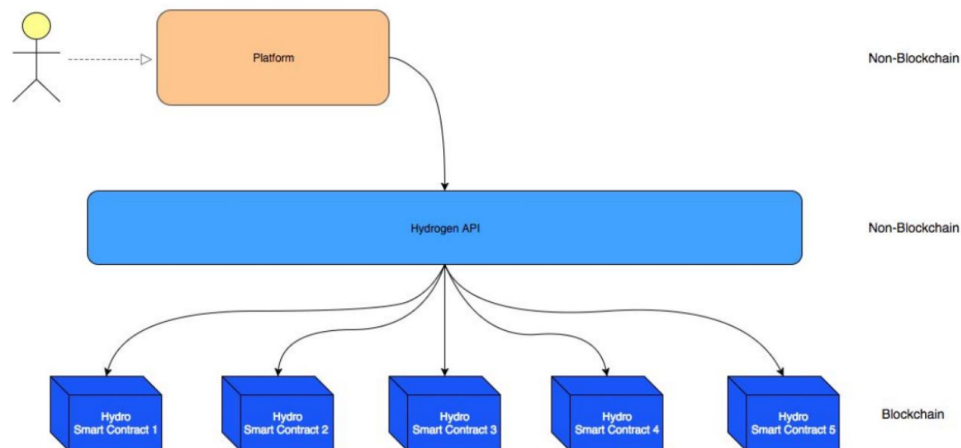 Platform
Non-Blockchain
Hydrogen API
Non-Blockchain
Hydro
Smart Contract 1
Hydro
Smart Contract 2
Hydro
Smart Contract 3
Hydro
Smart Contract 4
Hydro
Smart Contract 5
Blockchain